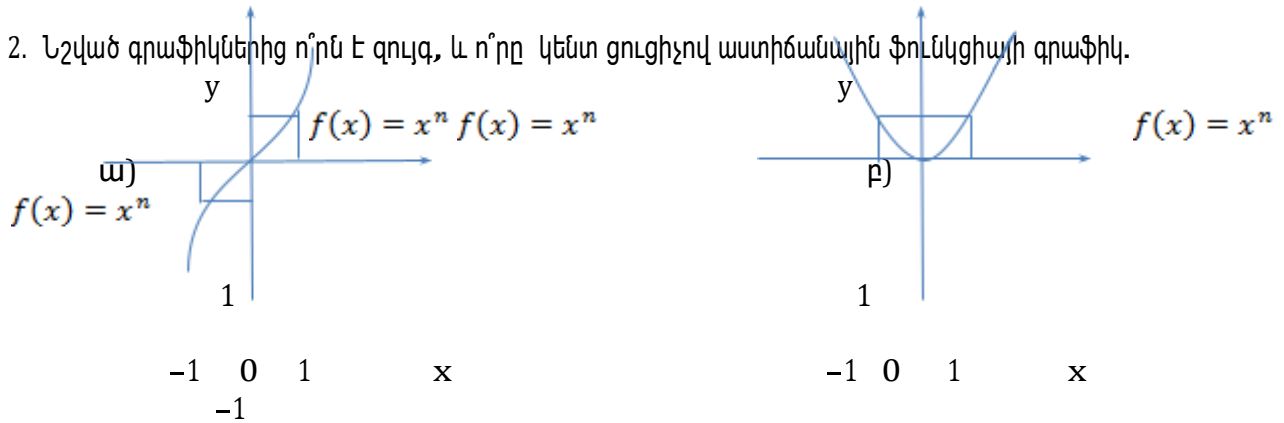 2. Նշված գրաֆիկներից ո՞րն է զույգ, և ո՞րը կենտ ցուցիչով աստիճանային ֆունկցիայի գրաֆիկ.
y y
f(x) = xⁿ f(x) = xⁿ f(x) = xⁿ
ա) բ)
f(x) = xⁿ
1 1
–1 0 1 x –1 0 1 x
–1